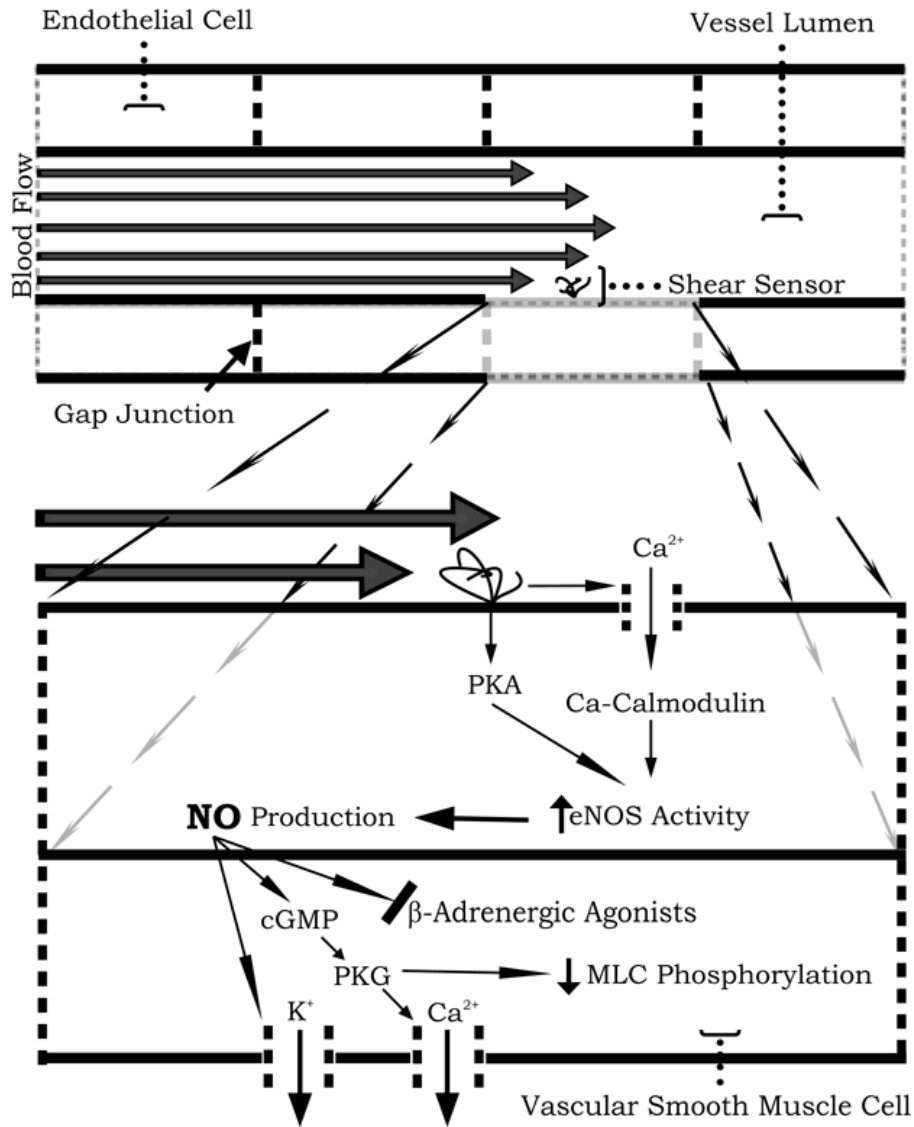 Endothelial Cell
Vessel Lumen
Blood Flow
Shear Sensor
Gap Junction
Ca²⁺
PKA
Ca-Calmodulin
NO Production
eNOS Activity
β-Adrenergic Agonists
cGMP
PKG
MLC Phosphorylation
K⁺
Ca²⁺
Vascular Smooth Muscle Cell